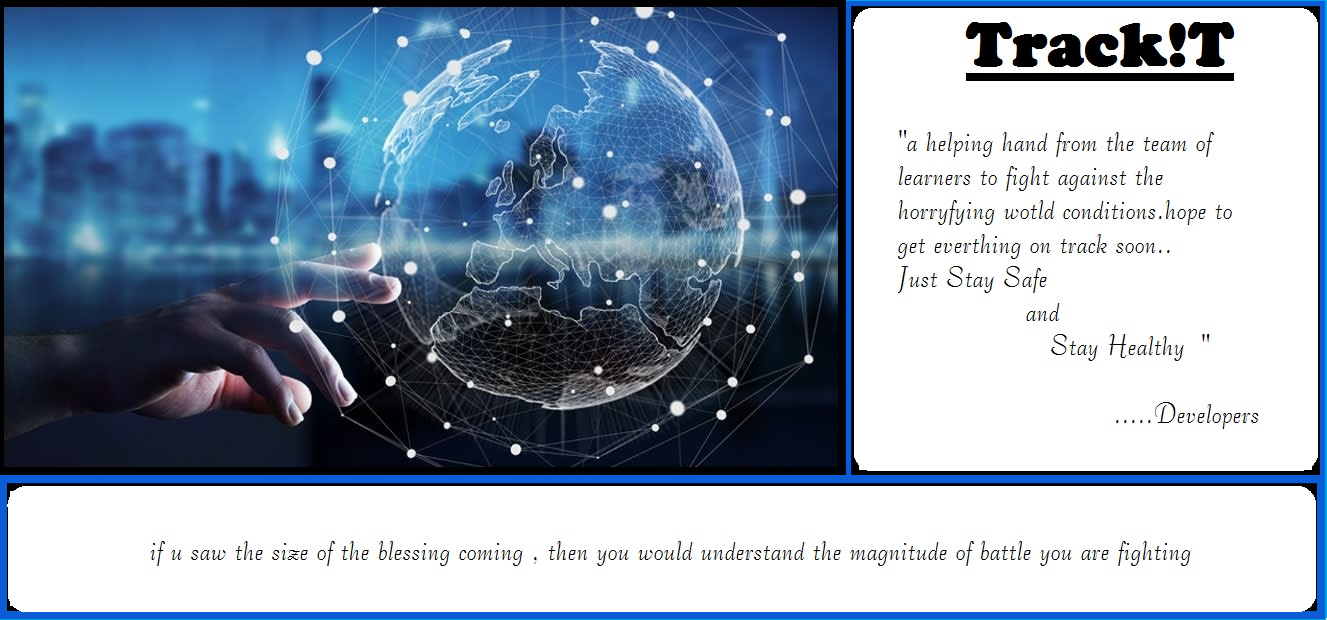 Track!T
"a helping hand from the team of
learners to fight against the
horryfying wotld conditions.hope to
get everthing on track soon..
Just Stay Safe
and
Stay Healthy "
.....Developers
if u saw the size of the blessing coming , then you would understand the magnitude of battle you are fighting